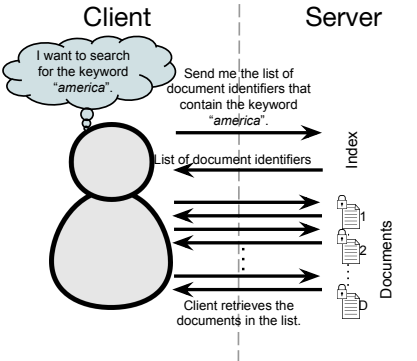 Client
Server
I want to search
for the keyword
“america”.
Send me the list of
document identifiers that
contain the keyword
“america”.
Index
List of document identifiers
1
2
D
Documents
Client retrieves the
documents in the list.